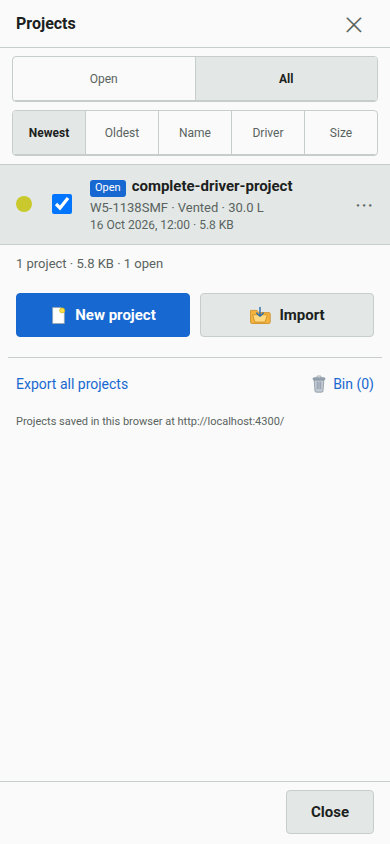 Projects
Open
All
Newest
Oldest
Name
Driver
Size
Open complete-driver-project
W5-1138SMF · Vented · 30.0 L
16 Oct 2026, 12:00 · 5.8 KB
1 project · 5.8 KB · 1 open
New project
Import
Export all projects
Bin (0)
Projects saved in this browser at http://localhost:4300/
Close